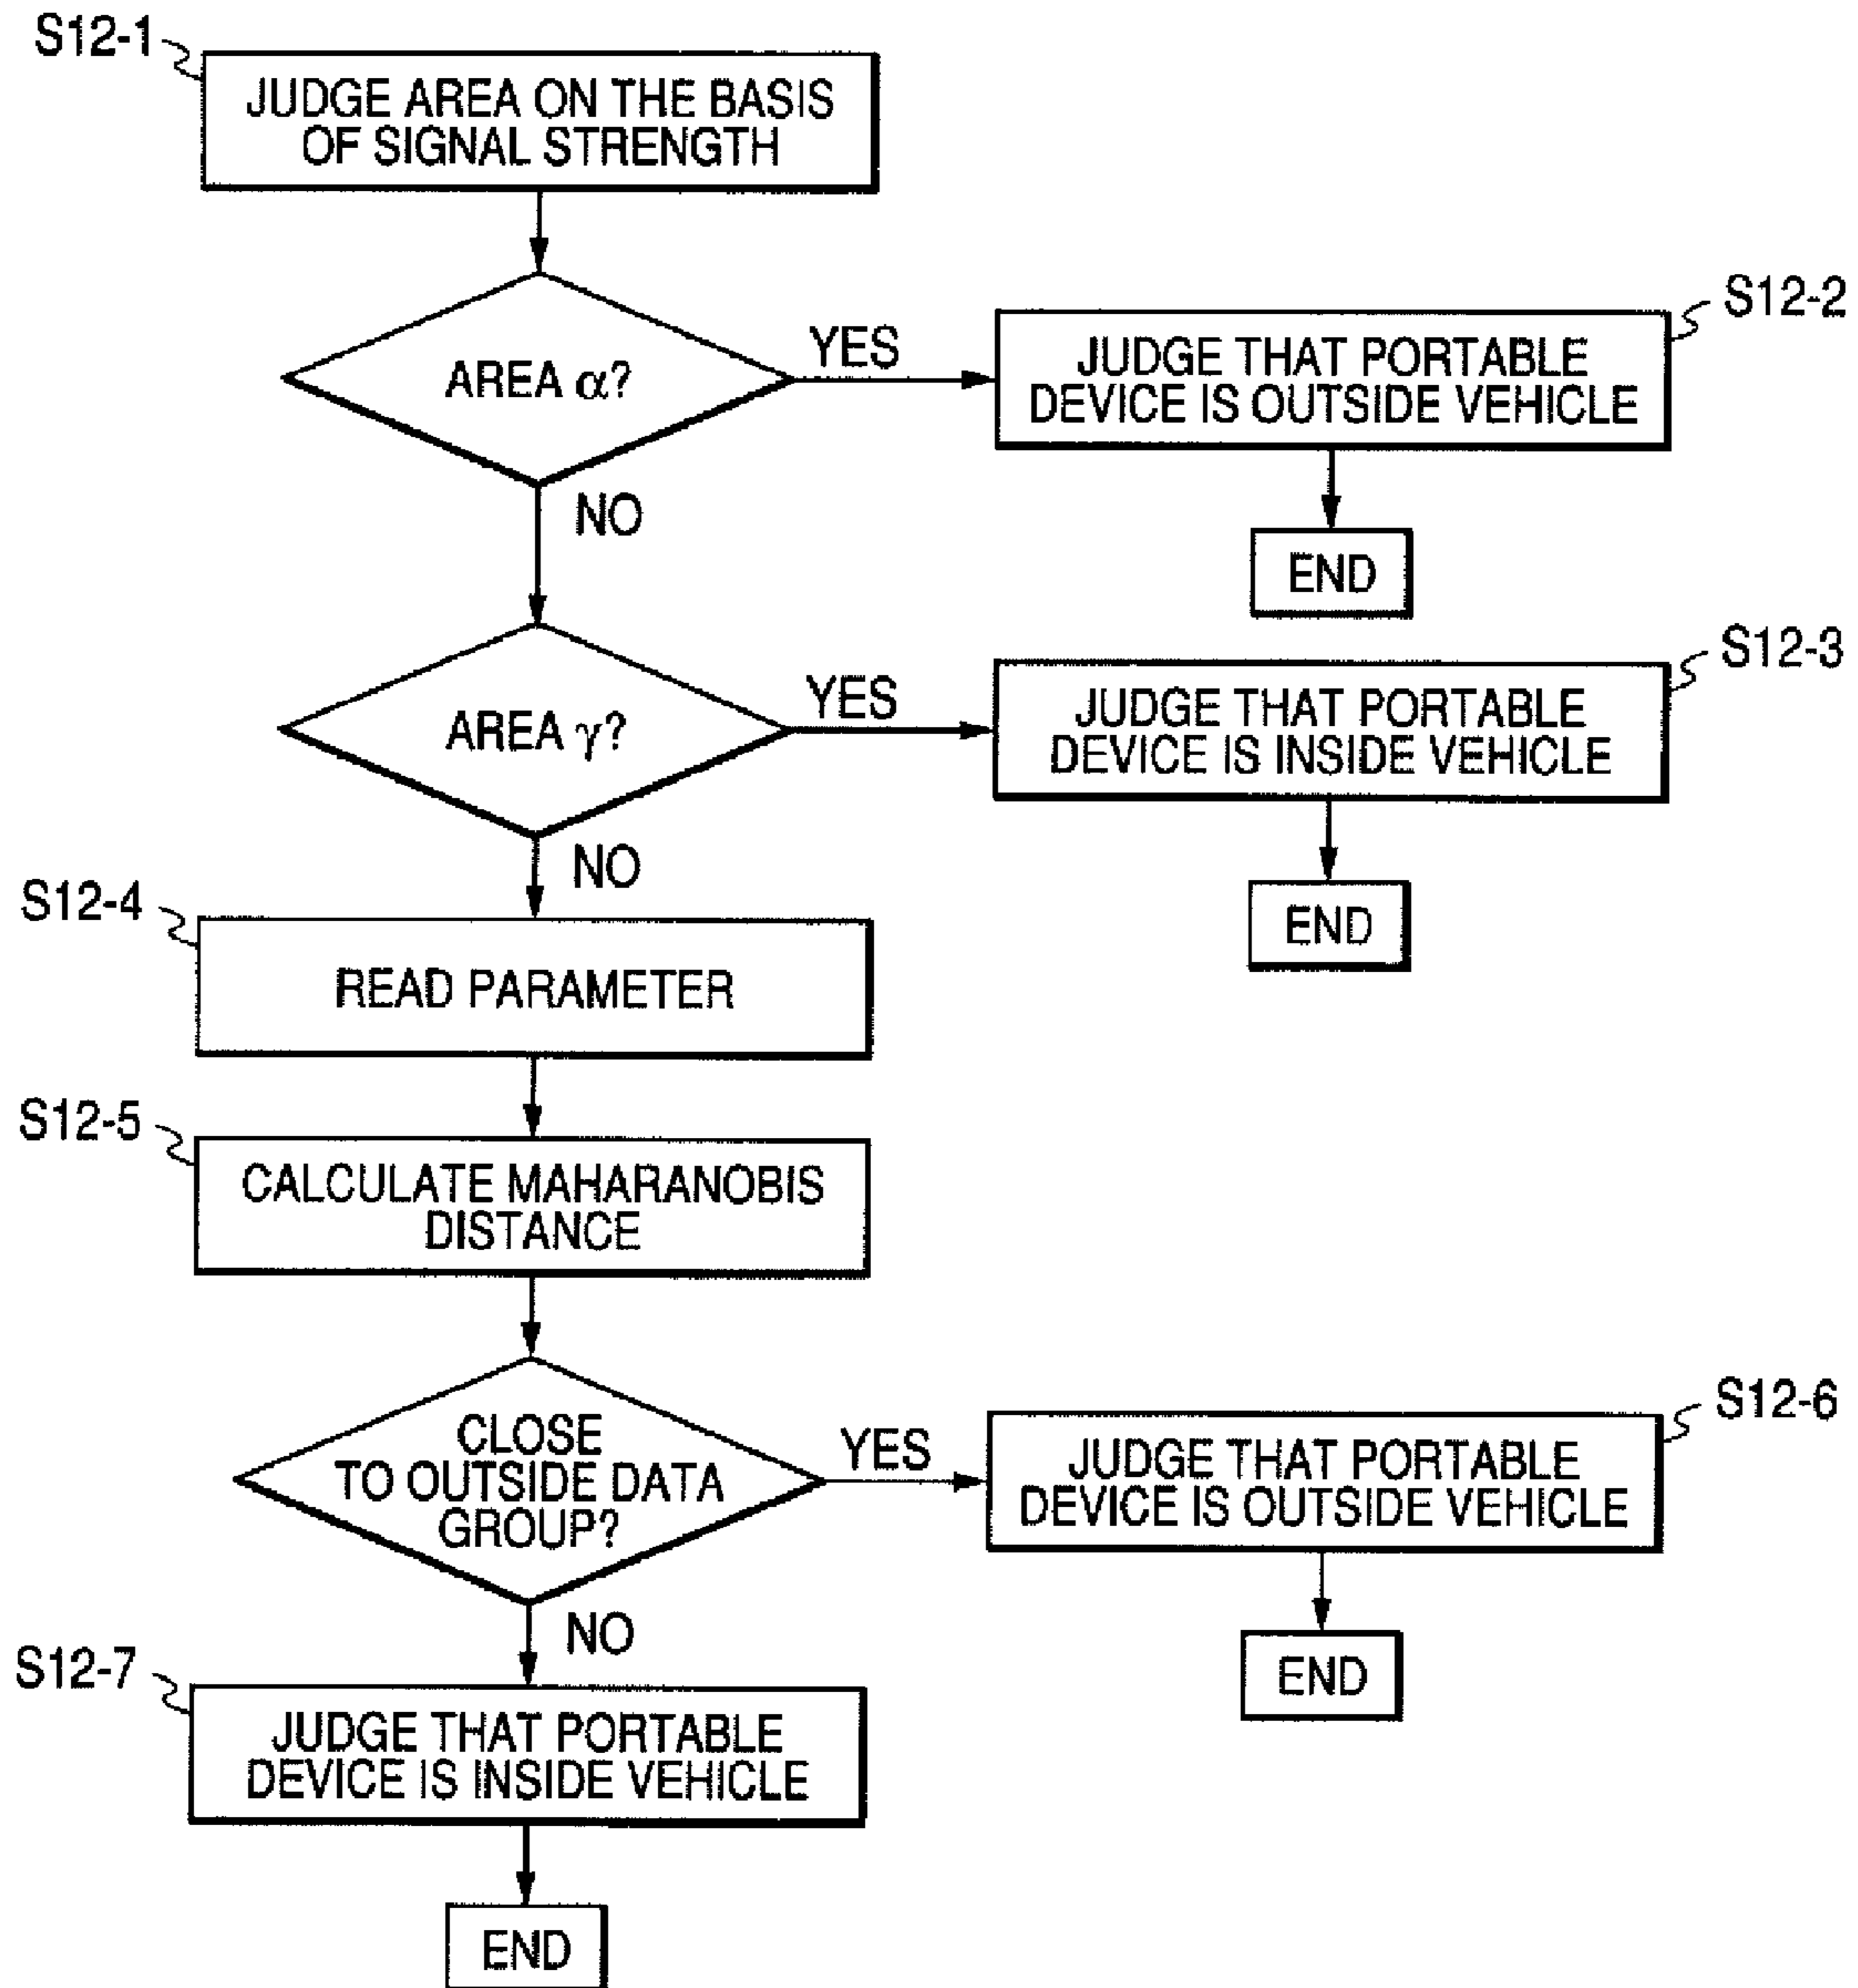 S12-1
JUDGE AREA ON THE BASIS
OF SIGNAL STRENGTH
AREA α?
YES
S12-2
JUDGE THAT PORTABLE
DEVICE IS OUTSIDE VEHICLE
END
NO
AREA γ?
YES
S12-3
JUDGE THAT PORTABLE
DEVICE IS INSIDE VEHICLE
END
NO
S12-4
READ PARAMETER
S12-5
CALCULATE MAHARANOBIS
DISTANCE
CLOSE
TO OUTSIDE DATA
GROUP?
YES
S12-6
JUDGE THAT PORTABLE
DEVICE IS OUTSIDE VEHICLE
END
NO
S12-7
JUDGE THAT PORTABLE
DEVICE IS INSIDE VEHICLE
END